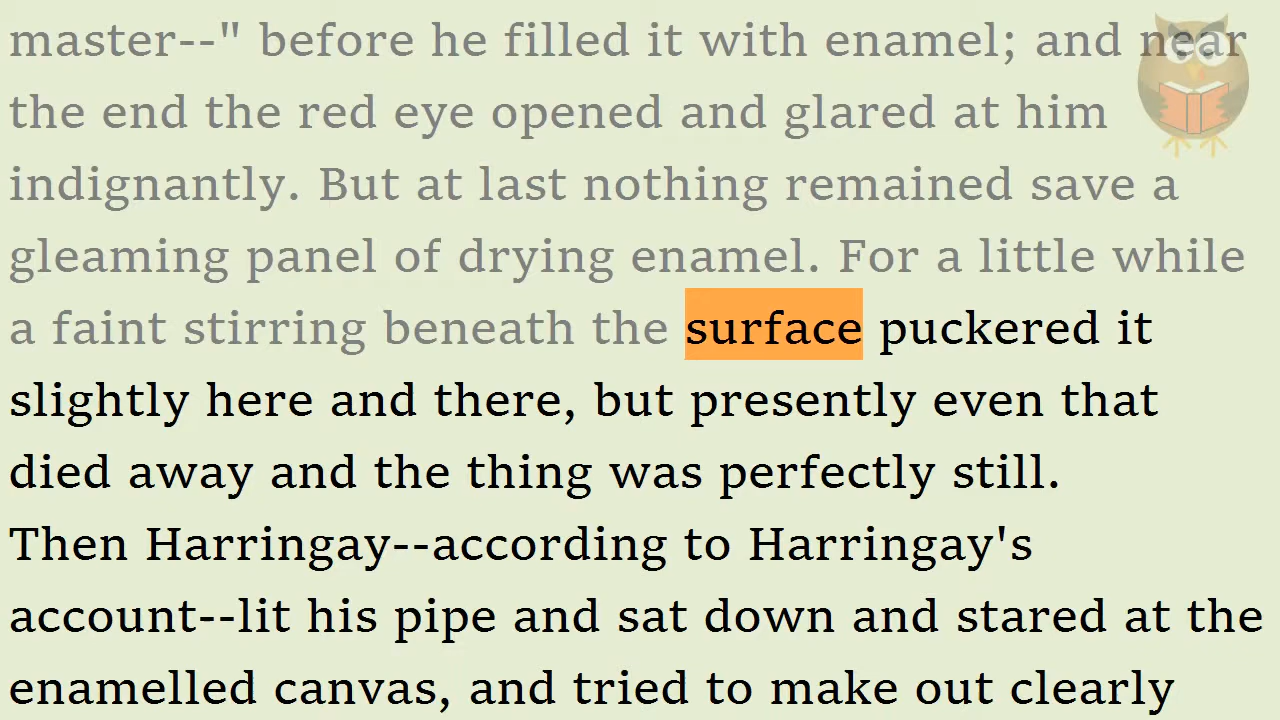 master--" before he filled it with enamel; and near
the end the red eye opened and glared at him
indignantly. But at last nothing remained save a
gleaming panel of drying enamel. For a little while
a faint stirring beneath the surface puckered it
slightly here and there, but presently even that
died away and the thing was perfectly still.
Then Harringay--according to Harringay's
account--lit his pipe and sat down and stared at the
enamelled canvas, and tried to make out clearly